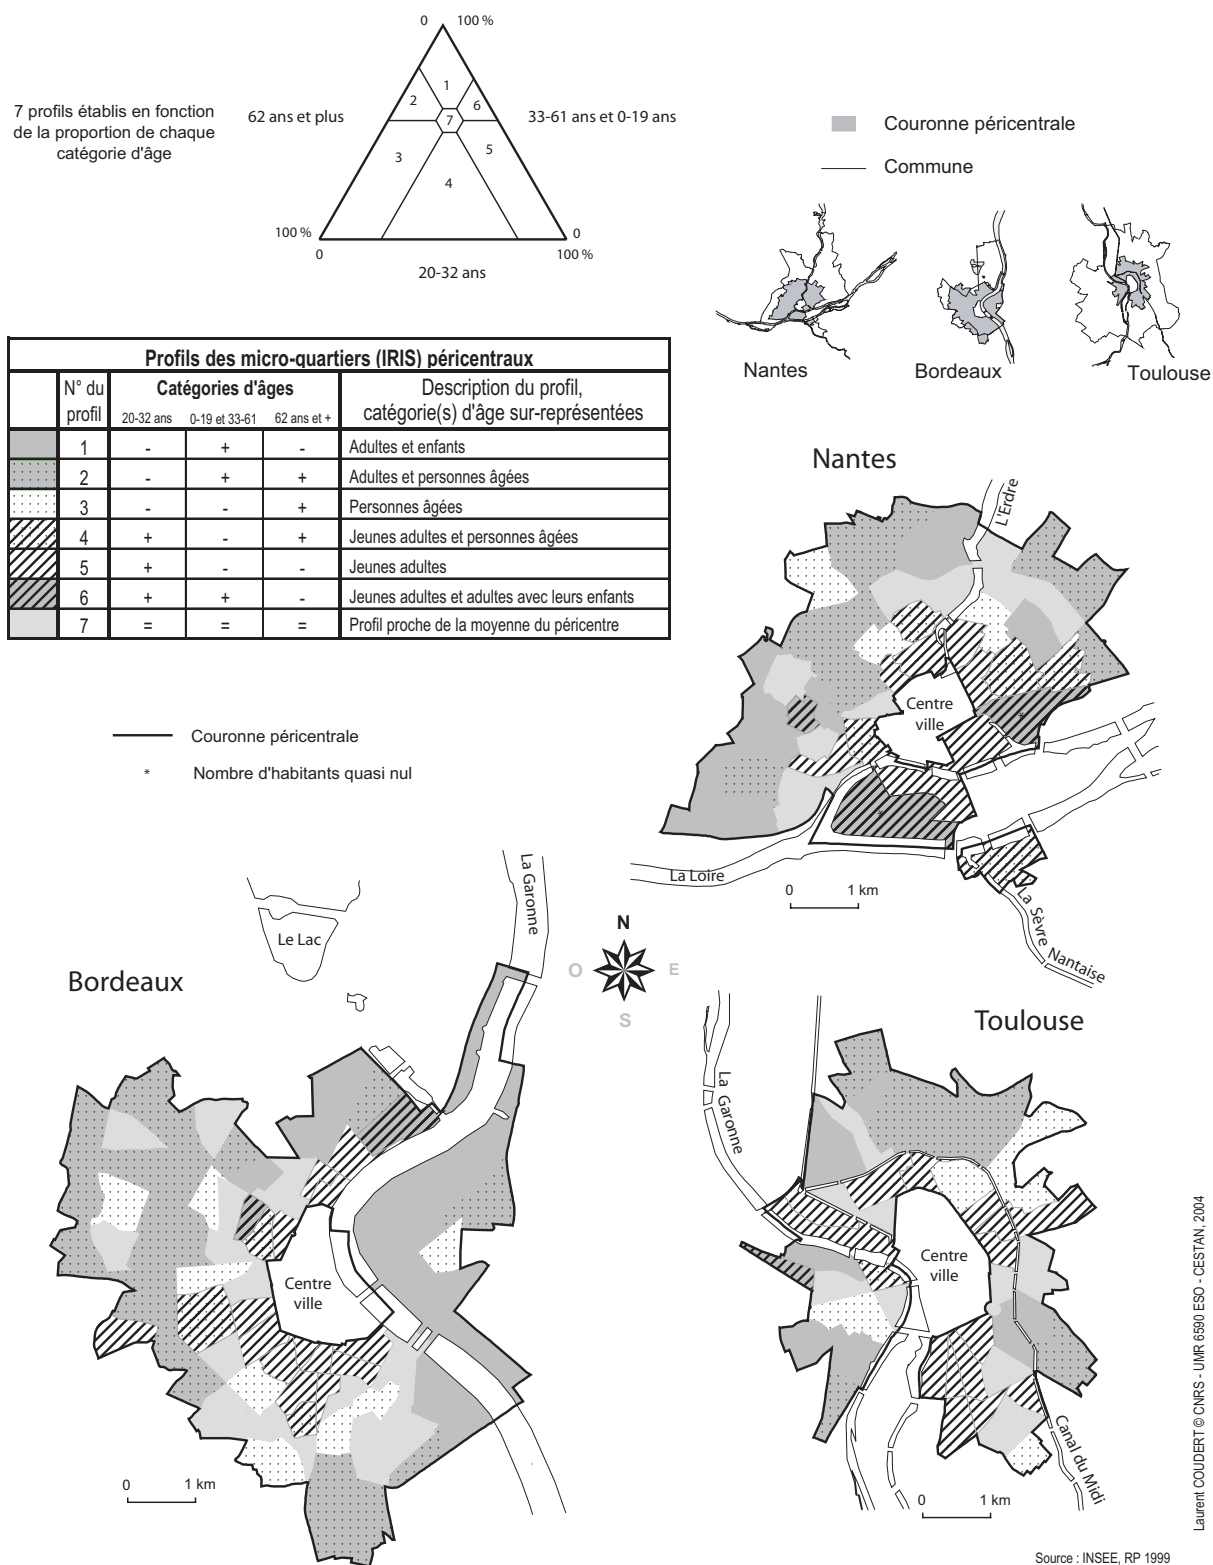 0
100 %
7 profils établis en fonction
de la proportion de chaque
catégorie d'âge
62 ans et plus
33-61 ans et 0-19 ans
1
2
6
7
3
5
4
100 %
0
0
100 %
20-32 ans
Couronne péricentrale
Commune
Nantes
Bordeaux
Toulouse
Profils des micro-quartiers (IRIS) péricentraux
N° du profil
Catégories d'âges
20-32 ans
0-19 et 33-61
62 ans et +
Description du profil,
catégorie(s) d'âge sur-représentées
1 - + - Adultes et enfants
2 - + + Adultes et personnes âgées
3 - - + Personnes âgées
4 + - + Jeunes adultes et personnes âgées
5 + - - Jeunes adultes
6 + + - Jeunes adultes et adultes avec leurs enfants
7 = = = Profil proche de la moyenne du péricentre
Couronne péricentrale
* Nombre d'habitants quasi nul
Nantes
L'Erdre
Centre
ville
La Loire
0 1 km
La Sèvre
Nantaise
N
O
E
S
Bordeaux
Le Lac
La Garonne
Centre
ville
0 1 km
Toulouse
La Garonne
Centre
ville
Canal du Midi
0 1 km
Laurent COUDERT © CNRS - UMR 6590 ESO - CESTAN, 2004
Source : INSEE, RP 1999